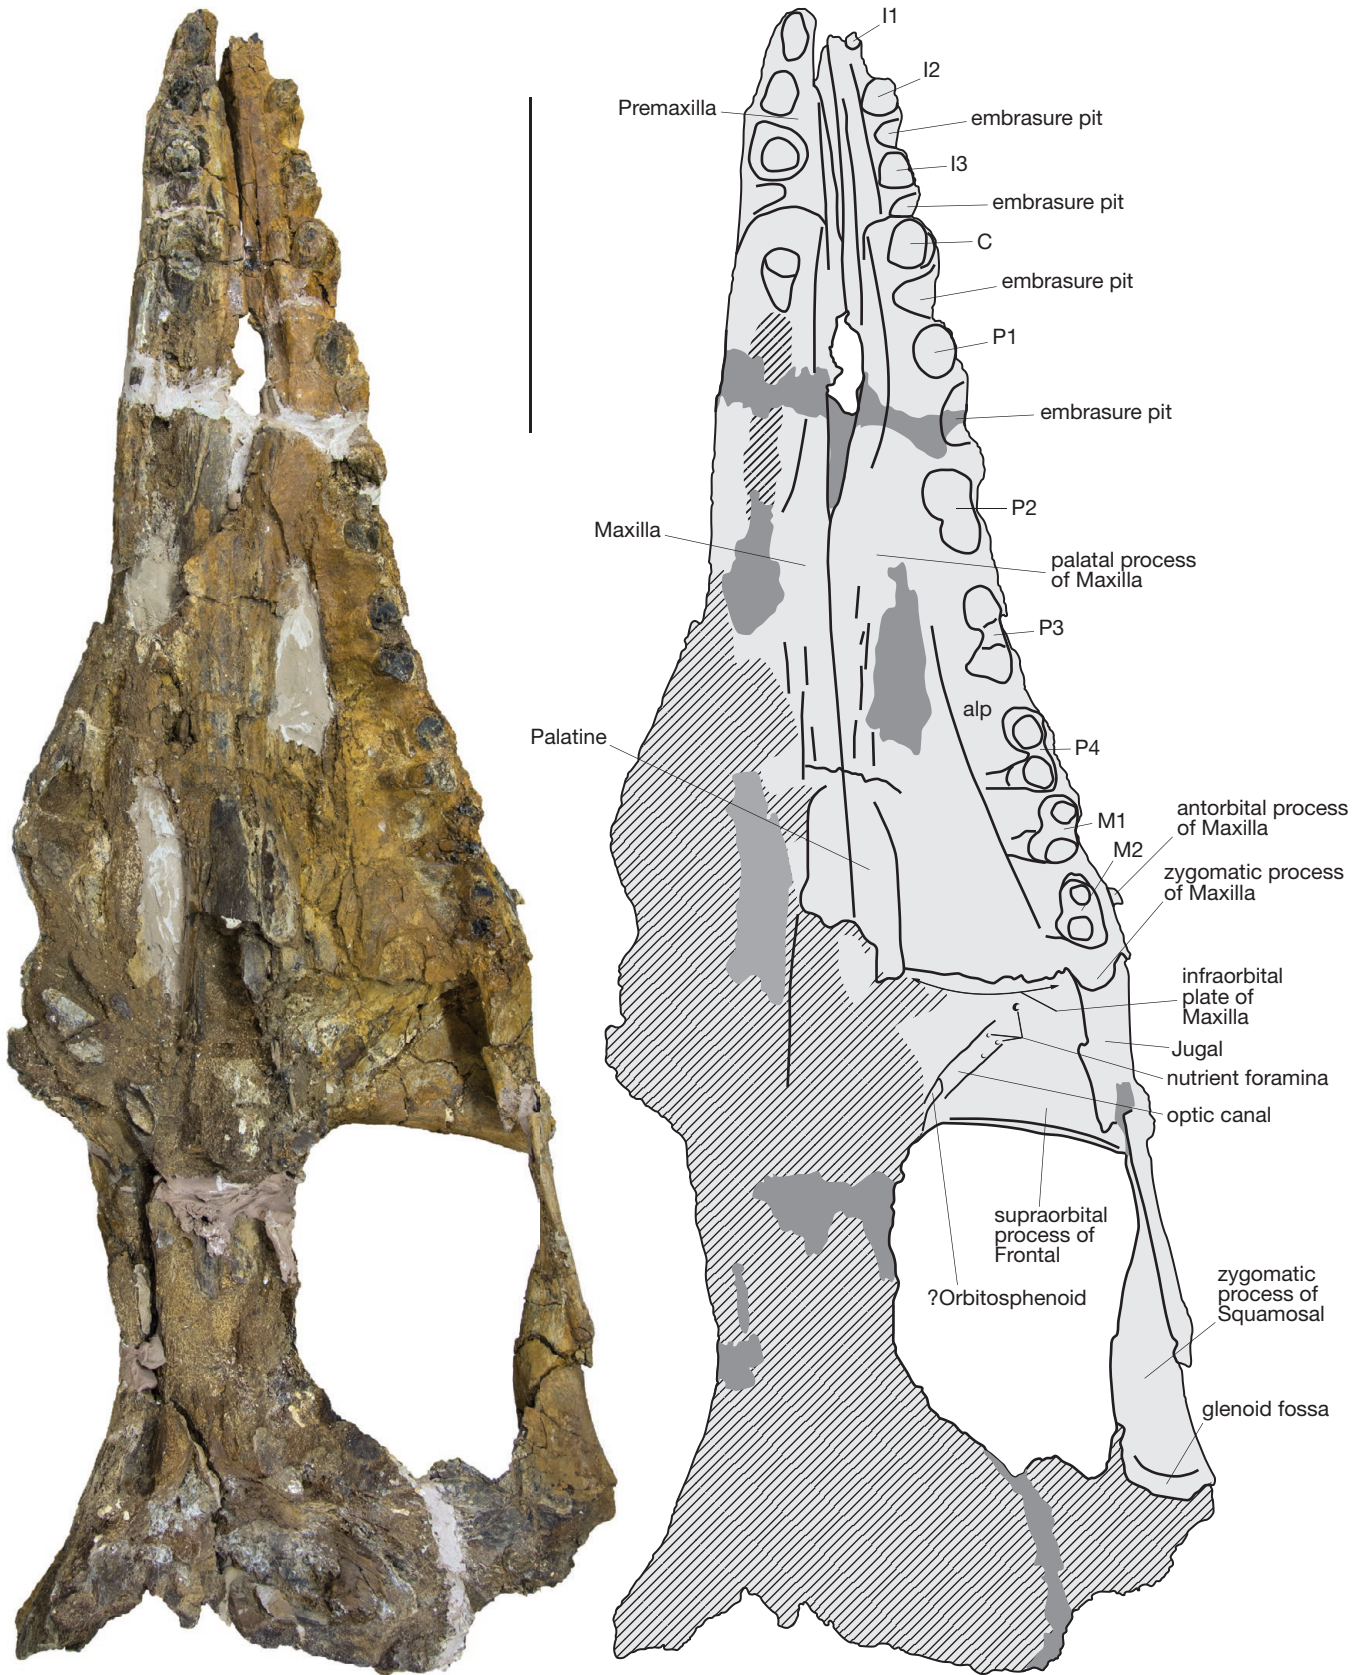 I1
I2
Premaxilla
embrasure pit
I3
embrasure pit
C
embrasure pit
P1
embrasure pit
P2
Maxilla
palatal process
of Maxilla
P3
alp
Palatine
P4
antorbital process
of Maxilla
M1
M2
zygomatic process
of Maxilla
infraorbital
plate of
Maxilla
Jugal
nutrient foramina
optic canal
supraorbital
process of
Frontal
?Orbitosphenoid
zygomatic
process of
Squamosal
glenoid fossa